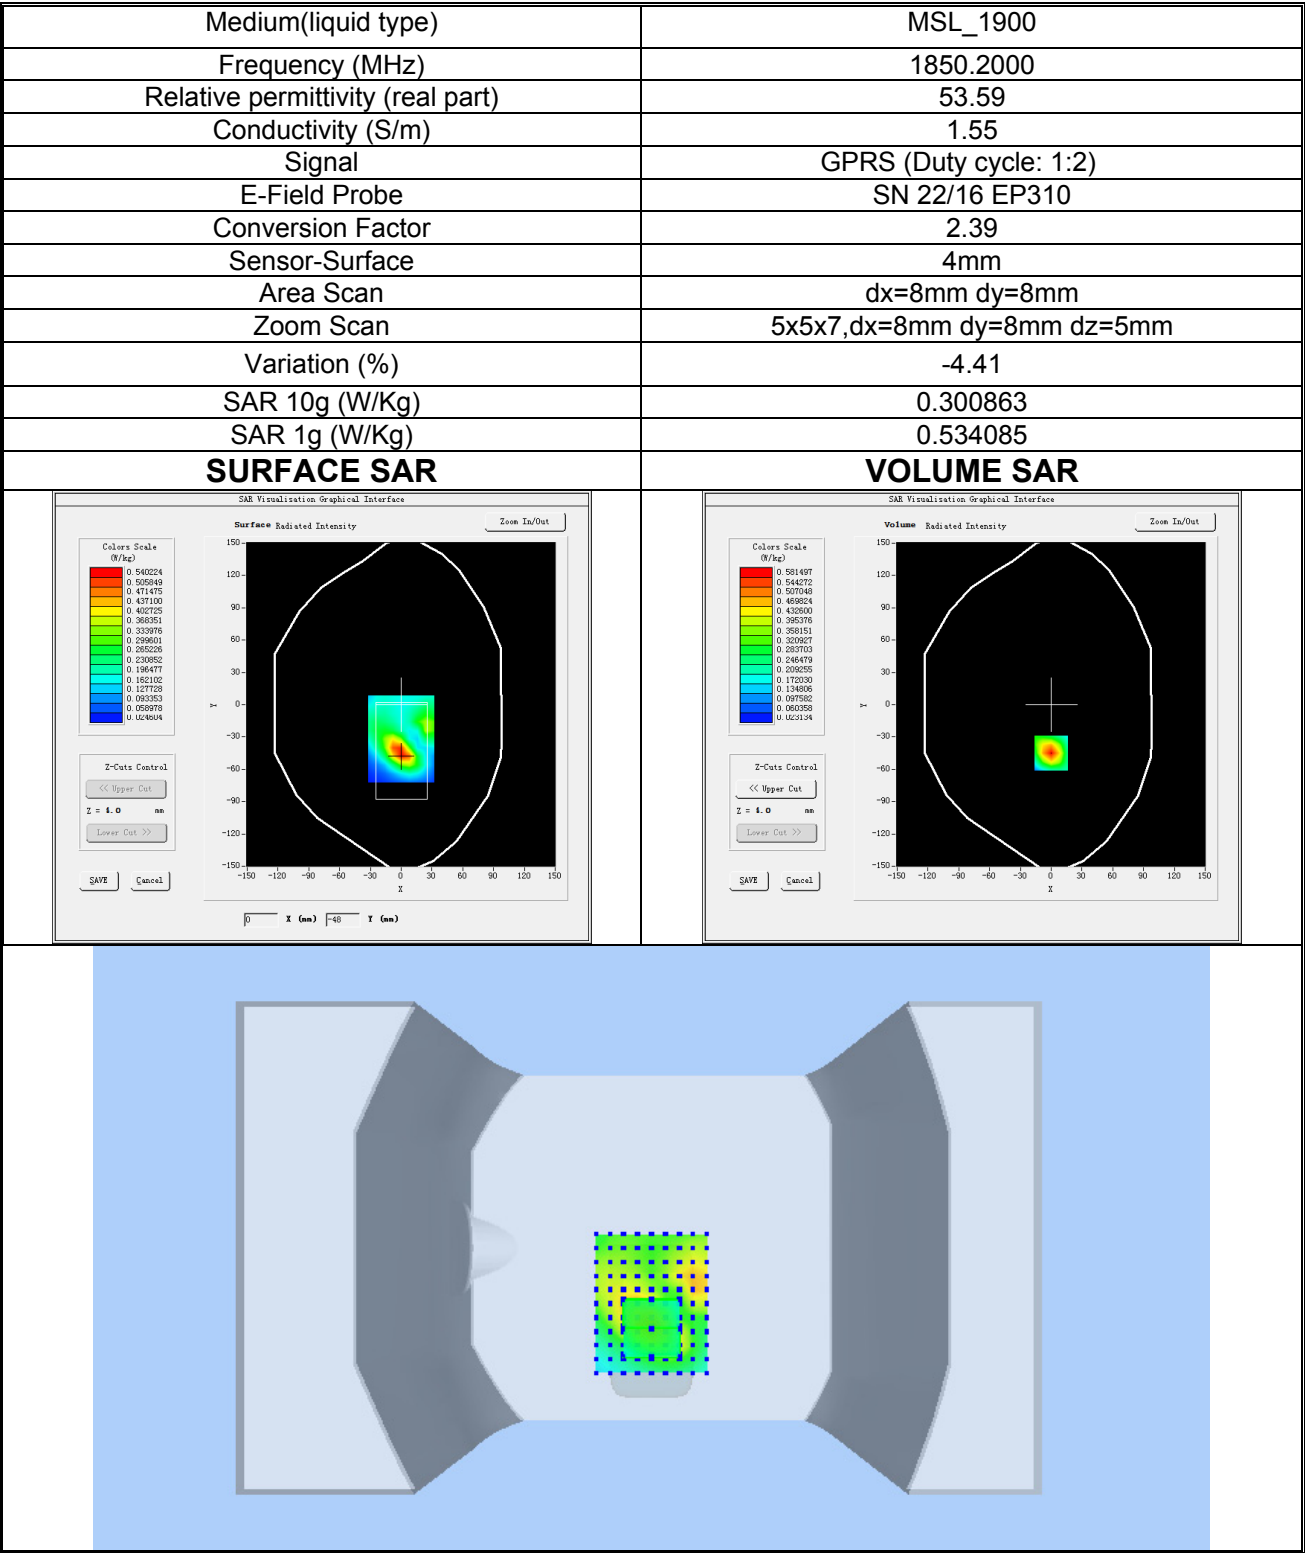 Medium(liquid type) MSL_1900
Frequency (MHz) 1850.2000
Relative permittivity (real part) 53.59
Conductivity (S/m) 1.55
Signal GPRS (Duty cycle: 1:2)
E-Field Probe SN 22/16 EP310
Conversion Factor 2.39
Sensor-Surface 4mm
Area Scan dx=8mm dy=8mm
Zoom Scan 5x5x7,dx=8mm dy=8mm dz=5mm
Variation (%) -4.41
SAR 10g (W/Kg) 0.300863
SAR 1g (W/Kg) 0.534085
SURFACE SAR VOLUME SAR
SAR Visualisation Graphical Interface
Surface Radiated Intensity
Zoom In/Out
Colors Scale
(W/kg)
0.540224
0.505849
0.471475
0.437100
0.402725
0.368351
0.333976
0.299601
0.265226
0.230852
0.196477
0.162102
0.127728
0.093353
0.058978
0.024604
Z-Cuts Control
<< Upper Cut
Z = 4.0 mm
Lower Cut >>
SAVE Cancel
150
120
90
60
30
0
-30
-60
-90
-120
-150
Y
-150 -120 -90 -60 -30 0 30 60 90 120 150
X
0 X (mm) -48 Y (mm)
SAR Visualisation Graphical Interface
Volume Radiated Intensity
Zoom In/Out
Colors Scale
(W/kg)
0.581497
0.544272
0.507048
0.469824
0.432600
0.395376
0.358151
0.320927
0.283703
0.246479
0.209255
0.172030
0.134806
0.097582
0.060358
0.023134
Z-Cuts Control
<< Upper Cut
Z = 4.0 mm
Lower Cut >>
SAVE Cancel
150
120
90
60
30
0
-30
-60
-90
-120
-150
Y
-150 -120 -90 -60 -30 0 30 60 90 120 150
X